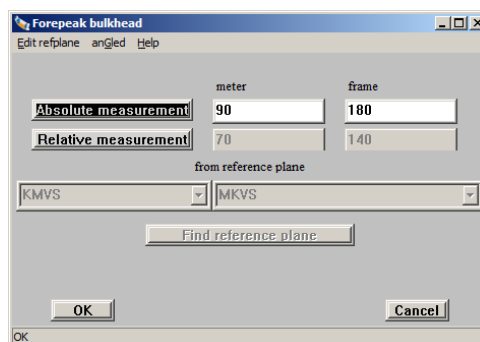 Forepeak bulkhead
Edit refplane anGled Help
meter frame
Absolute measurement 90 180
Relative measurement 70 140
from reference plane
KMVS MKVS
Find reference plane
OK Cancel
OK